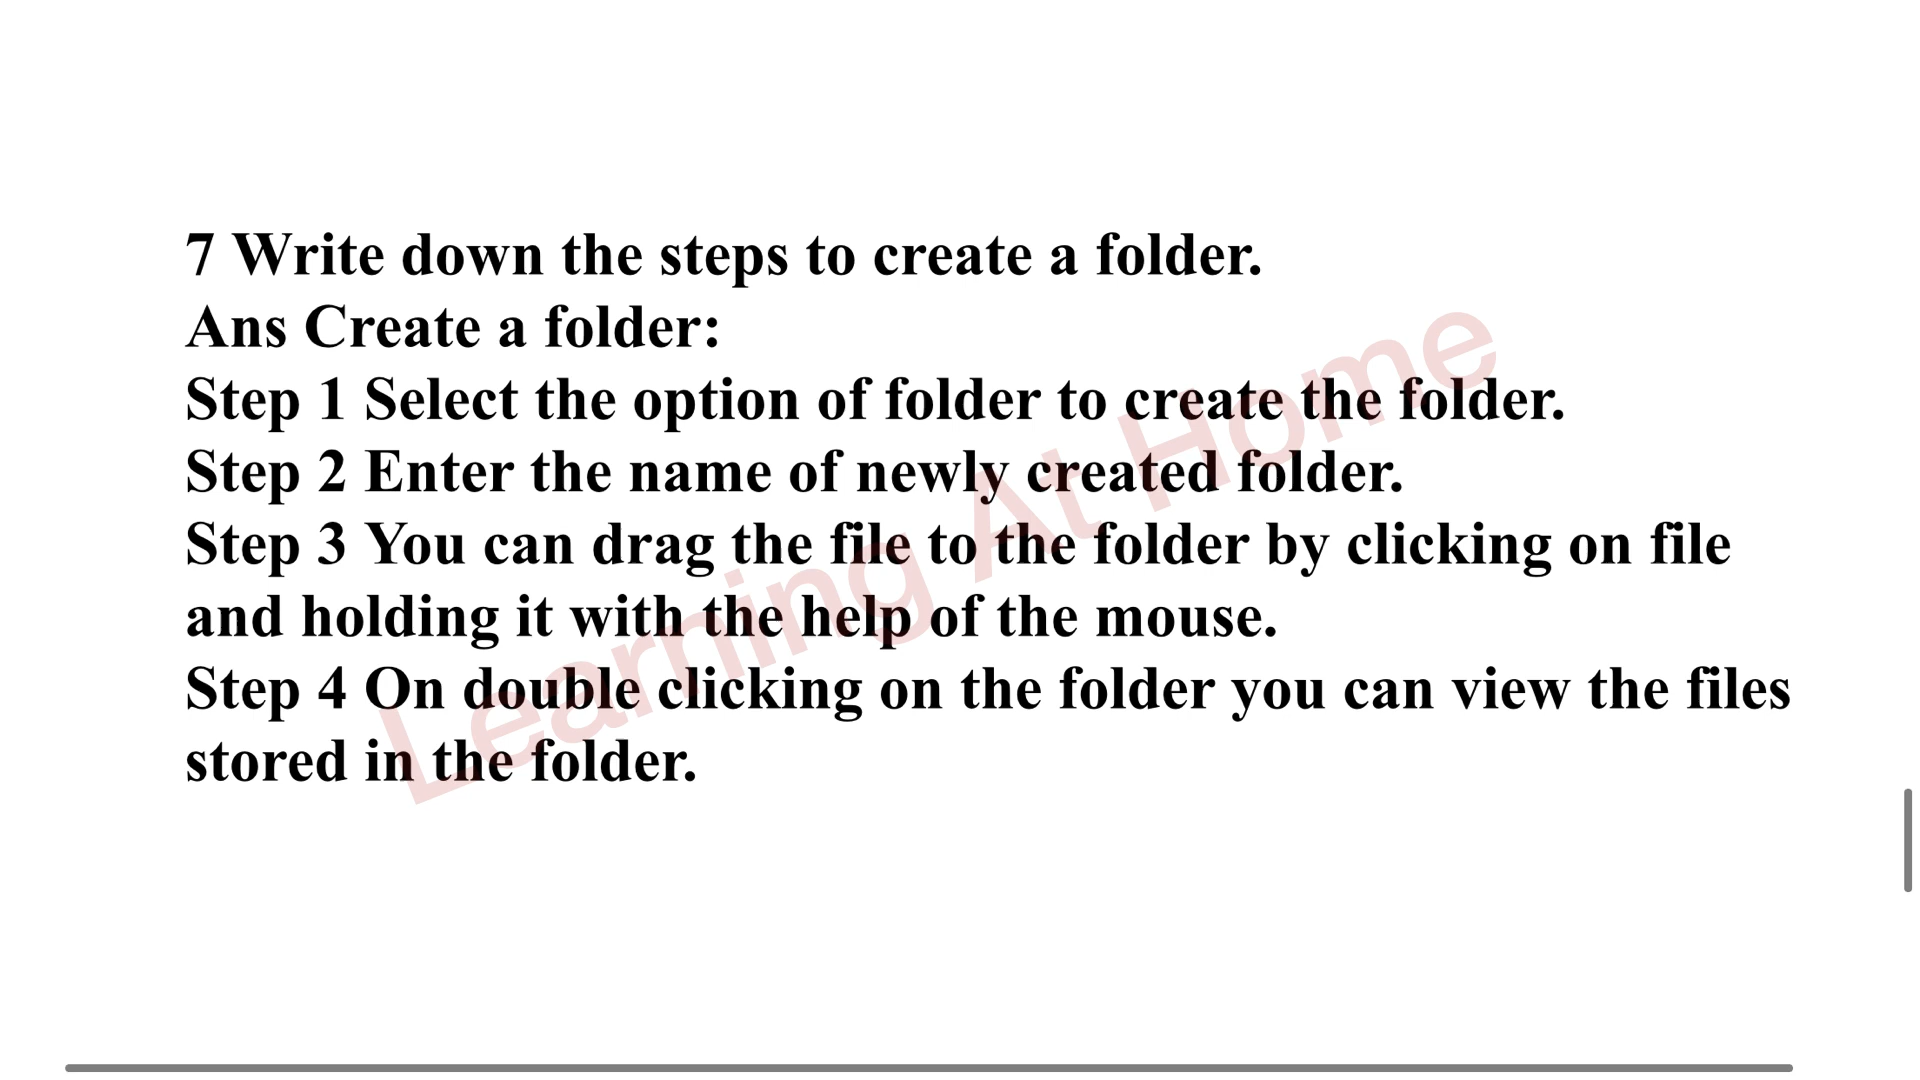 7 Write down the steps to create a folder.
Ans Create a folder:
Step 1 Select the option of folder to create the folder.
Step 2 Enter the name of newly created folder.
Step 3 You can drag the file to the folder by clicking on file
and holding it with the help of the mouse.
Step 4 On double clicking on the folder you can view the files
stored in the folder.
Learning At Home